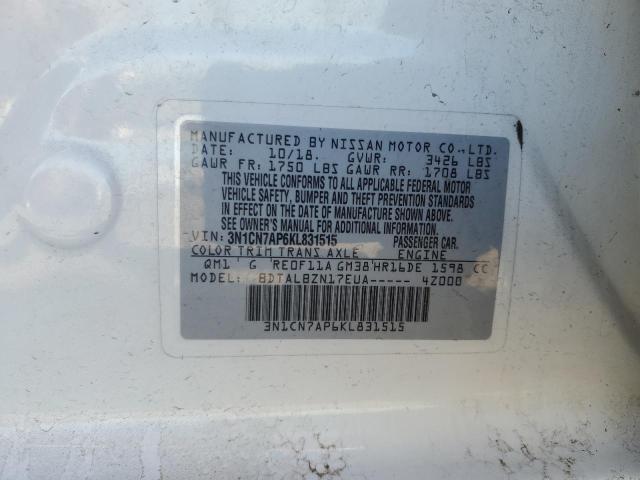 MANUFACTURED BY NISSAN MOTOR CO.,LTD.
DATE: 10/18. GVWR: 3426 LBS
GAWR FR: 1750 LBS GAWR RR: 1708 LBS
THIS VEHICLE CONFORMS TO ALL APPLICABLE FEDERAL MOTOR
VEHICLE SAFETY, BUMPER AND THEFT PREVENTION STANDARDS
IN EFFECT ON THE DATE OF MANUFACTURE SHOWN ABOVE.
SEE OWNER'S MANUAL FOR ADDITIONAL INFORMATION.
VIN: 3N1CN7AP6KL831515 PASSENGER CAR.
COLOR TRIM TRANS AXLE ENGINE
QM1 G RE0F11A GM38 HR16DE 1598 CC
MODEL: BDTALBZN17EUA----- 42000
3N1CN7AP6KL831515